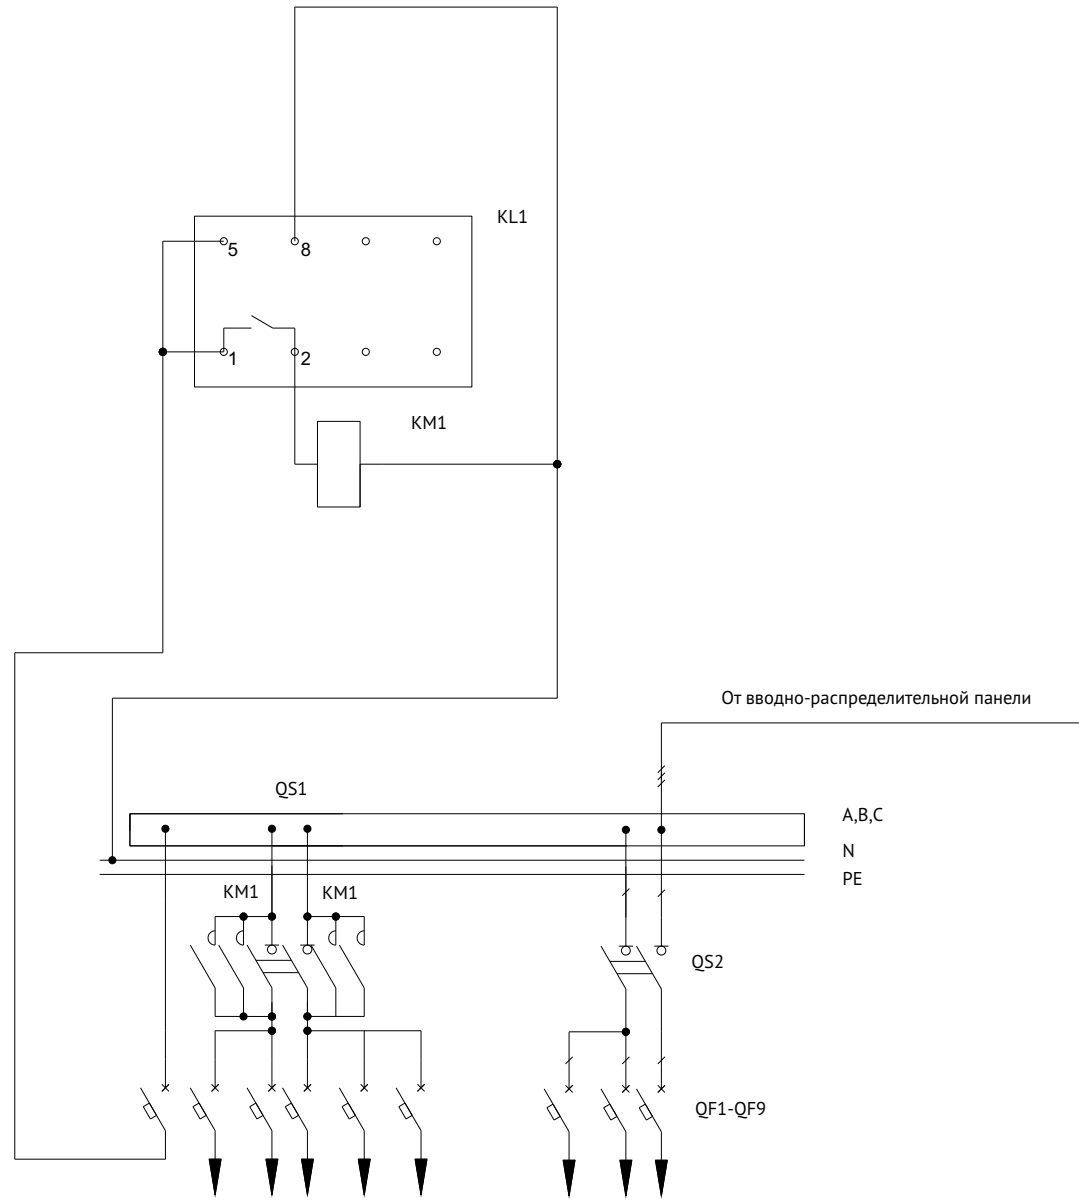 KL1
5
8
1
2
KM1
От вводно-распределительной панели
QS1
A,B,C
N
PE
KM1
KM1
QS2
QF1-QF9